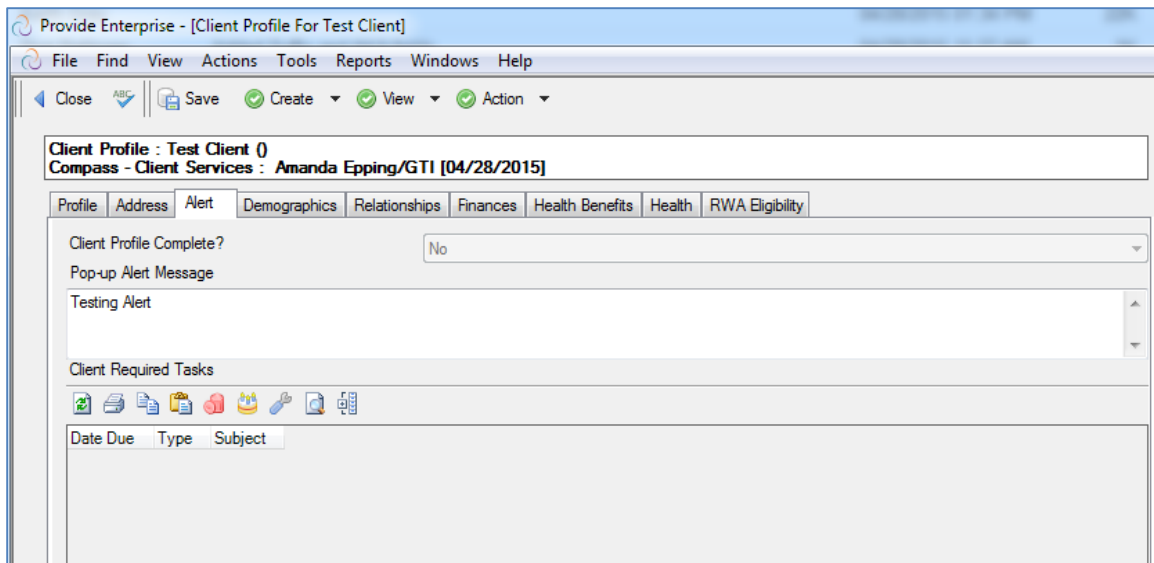 Provide Enterprise - [Client Profile For Test Client]
File Find View Actions Tools Reports Windows Help
Close ABC Save Create View Action
Client Profile : Test Client ()
Compass - Client Services : Amanda Epping/GTI [04/28/2015]
Profile Address Alert Demographics Relationships Finances Health Benefits Health RWA Eligibility
Client Profile Complete? No
Pop-up Alert Message
Testing Alert
Client Required Tasks
Date Due Type Subject